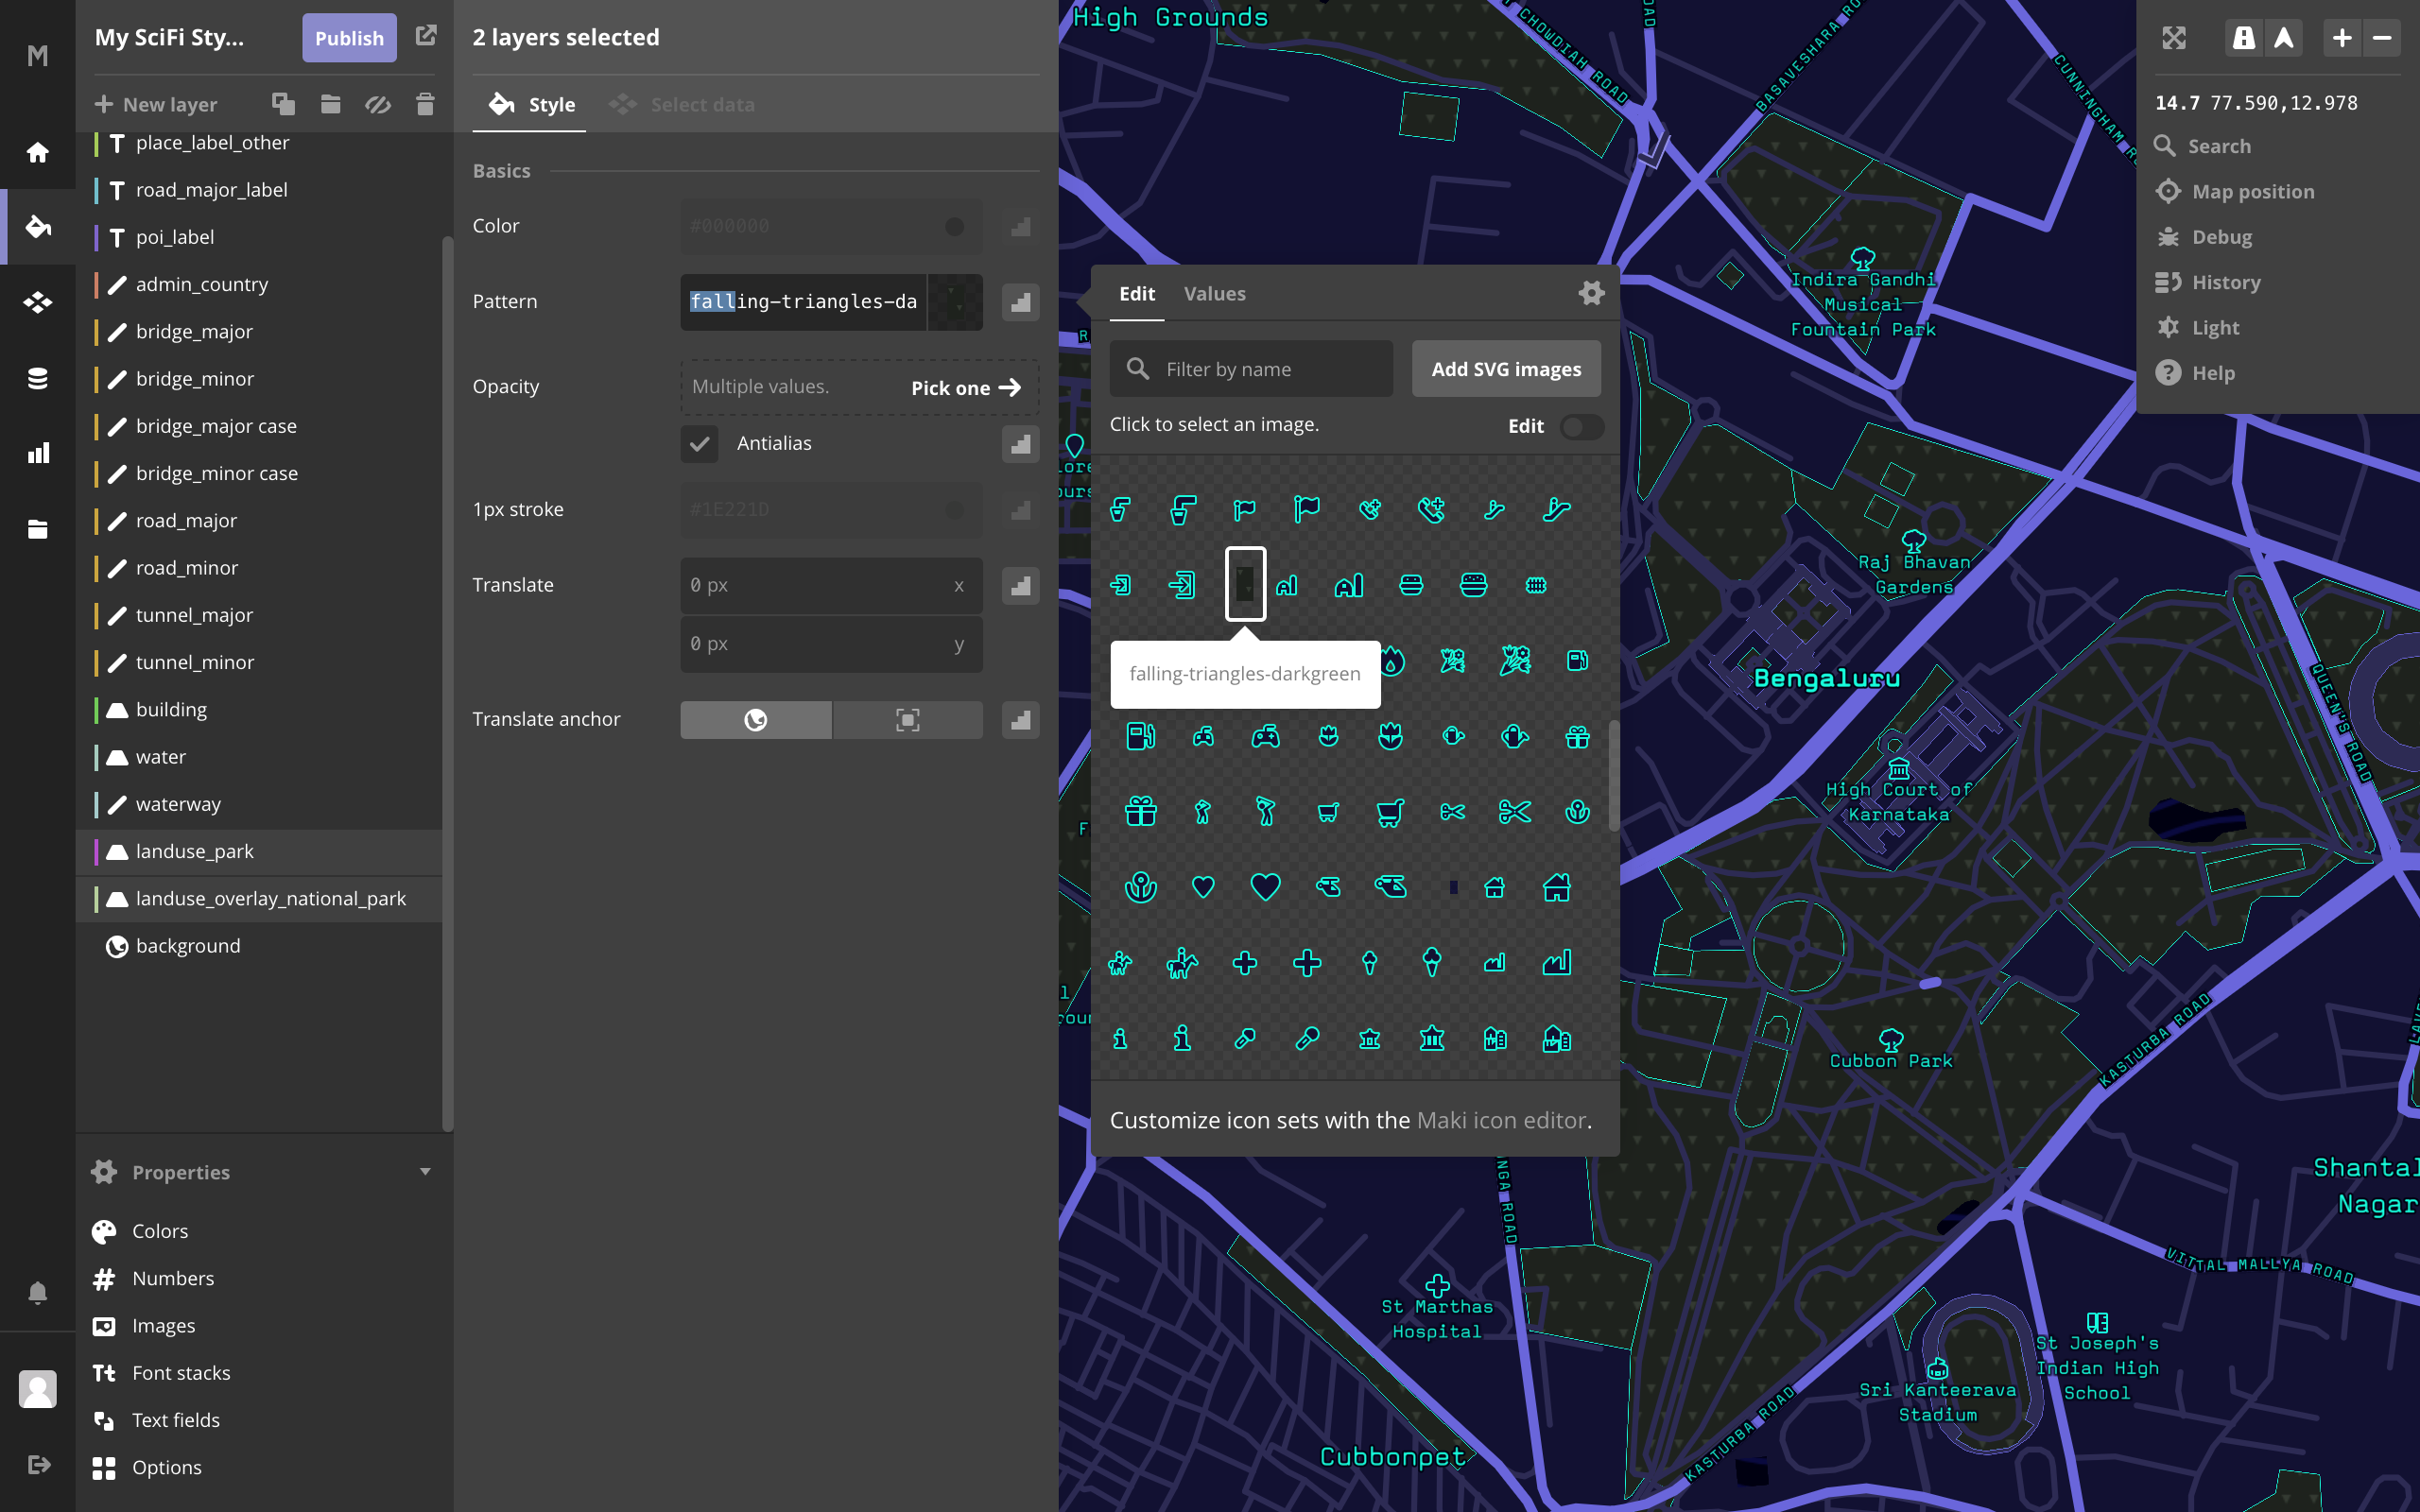 My SciFi Sty...
Publish
New layer
place_label_other
road_major_label
poi_label
admin_country
bridge_major
bridge_minor
bridge_major case
bridge_minor case
road_major
road_minor
tunnel_major
tunnel_minor
building
water
waterway
landuse_park
landuse_overlay_national_park
background
Properties
Colors
Numbers
Images
Font stacks
Text fields
Options
2 layers selected
Style
Select data
Basics
Color
#000000
Pattern
falling-triangles-da
Opacity
Multiple values.
Pick one
Antialias
1px stroke
#1E221D
Translate
0 px
x
0 px
y
Translate anchor
Edit
Values
Filter by name
Add SVG images
Click to select an image.
Edit
falling-triangles-darkgreen
Customize icon sets with the Maki icon editor.
14.7 77.590,12.978
Search
Map position
Debug
History
Light
Help
High Grounds
CHOWDIAH ROAD
BASAVESHARA
Indira Gandhi
Musical
Fountain Park
Raj Bhavan
Gardens
Bengaluru
QUEEN'S ROAD
High Court of
Karnataka
Cubbon Park
KASTURBA ROAD
Shantal
Nagar
VITTAL MALLYA ROAD
St Marthas
Hospital
St Joseph's
Indian High
School
Sri Kanteerava
Stadium
KASTURBA ROAD
Cubbonpet